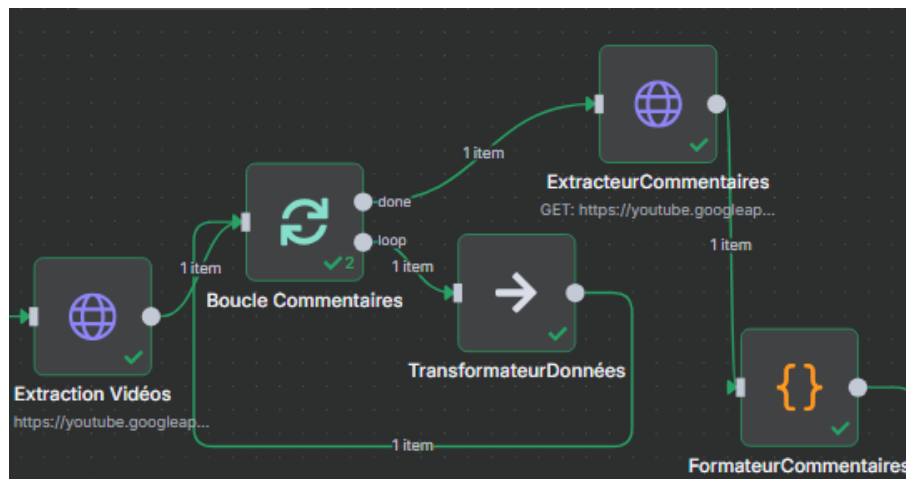 1 item
done
ExtracteurCommentaires
GET: https://youtube.googleap...
loop
1 item
1 item
1 item
Boucle Commentaires
2
TransformateurDonnées
Extraction Vidéos
https://youtube.googleap...
1 item
FormateurCommentaires